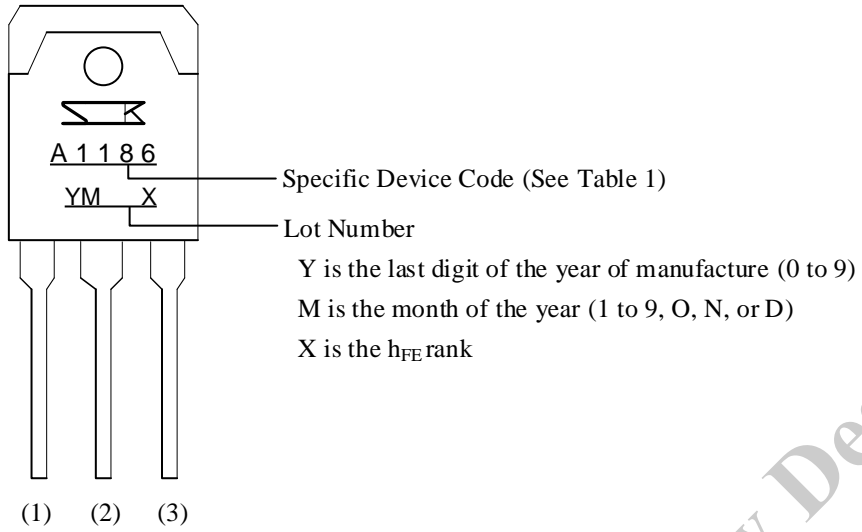 A1186
YM X
Specific Device Code (See Table 1)
Lot Number
Y is the last digit of the year of manufacture (0 to 9)
M is the month of the year (1 to 9, O, N, or D)
X is the hFE rank
(1) (2) (3)